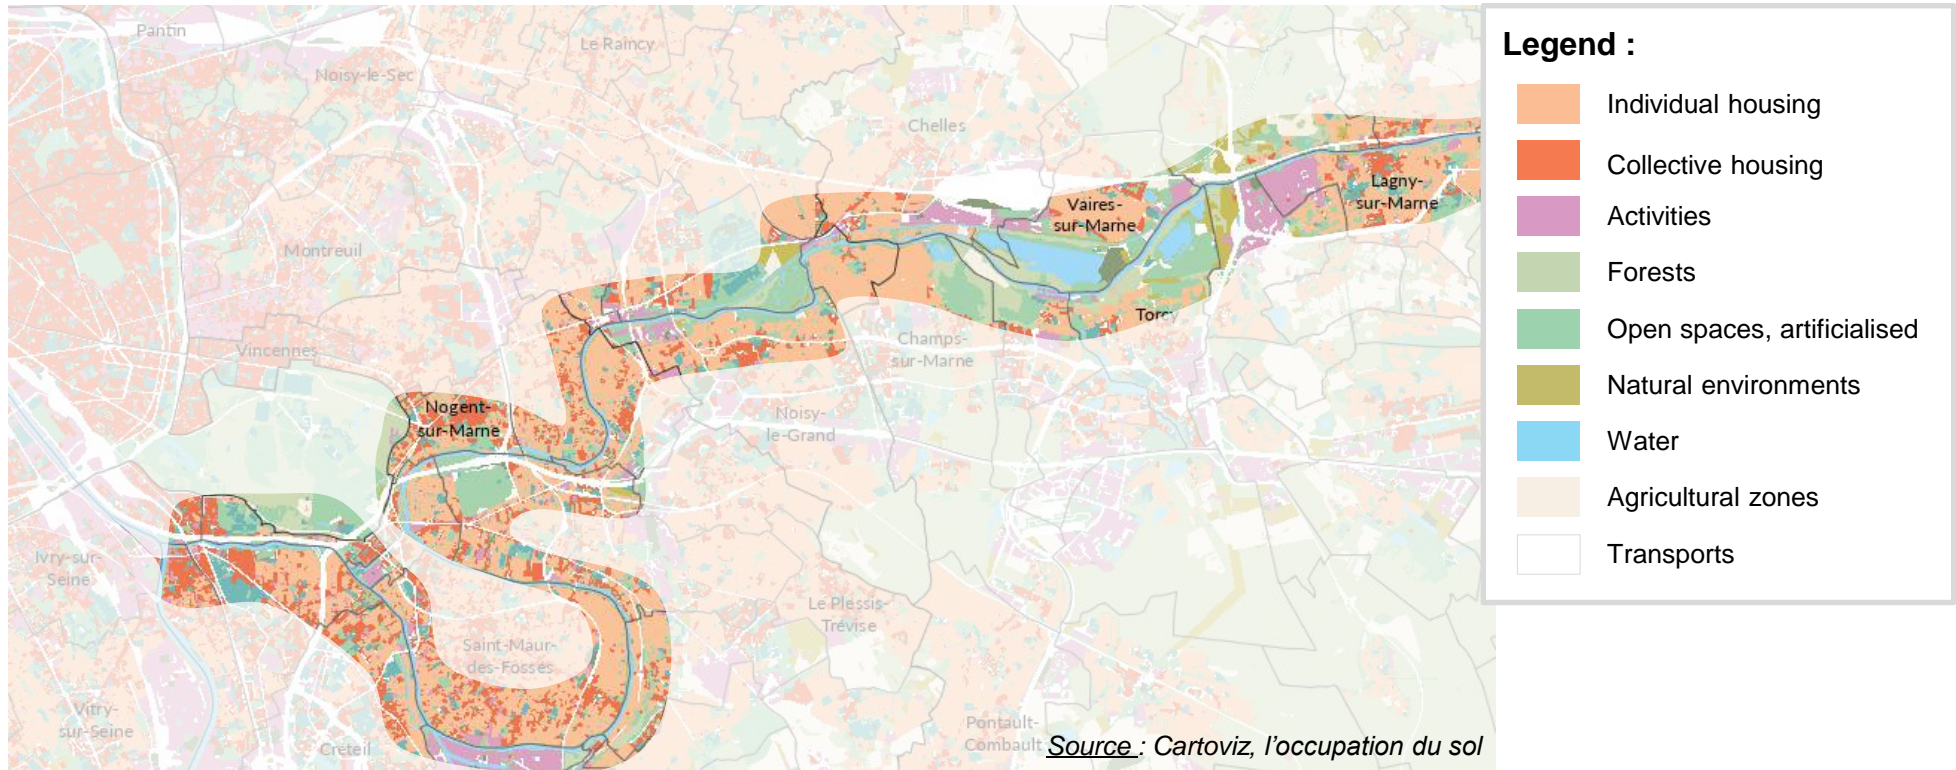 Pantin
Le Raincy
Noisy-le-Sec
Chelles
Montreuil
Vaires-
sur-Marne
Lagny-
sur-Marne
Torcy
Vincennes
Champs-
sur-Marne
Nogent-
sur-Marne
Noisy-
le-Grand
Ivry-sur-
Seine
Le Plessis-
Trévise
Saint-Maur-
des-Fossés
Vitry-
sur-Seine
Créteil
Pontault-
Combault
Source : Cartoviz, l’occupation du sol
Legend :
Individual housing
Collective housing
Activities
Forests
Open spaces, artificialised
Natural environments
Water
Agricultural zones
Transports